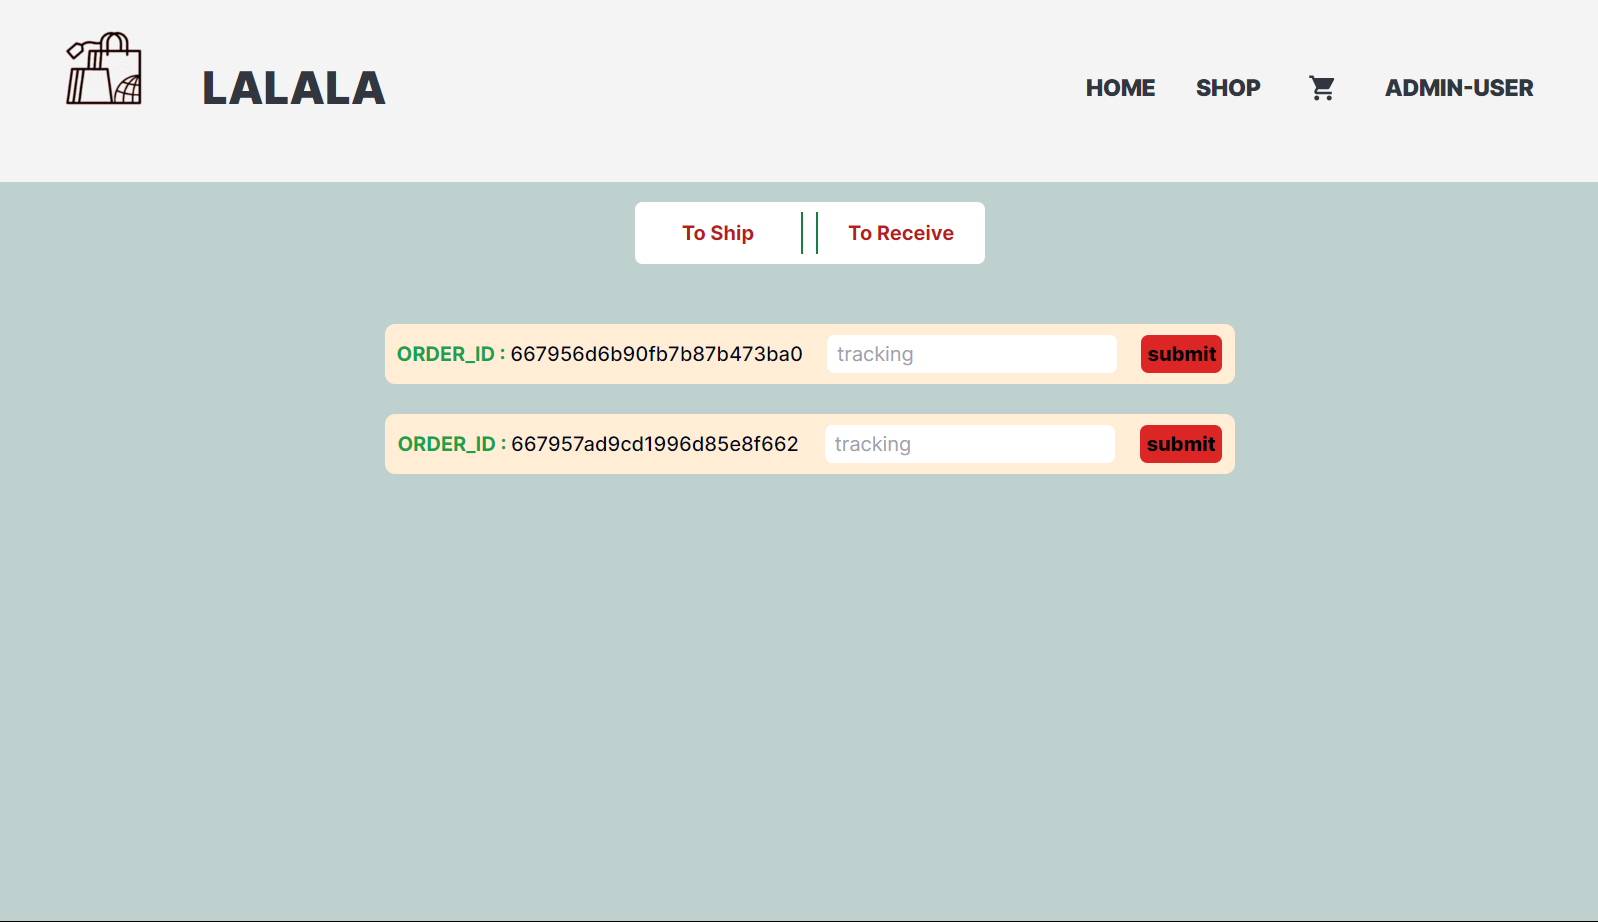 LALALA HOME SHOP ADMIN-USER
To Ship To Receive
ORDER_ID : 667956d6b90fb7b87b473ba0 tracking submit
ORDER_ID : 667957ad9cd1996d85e8f662 tracking submit